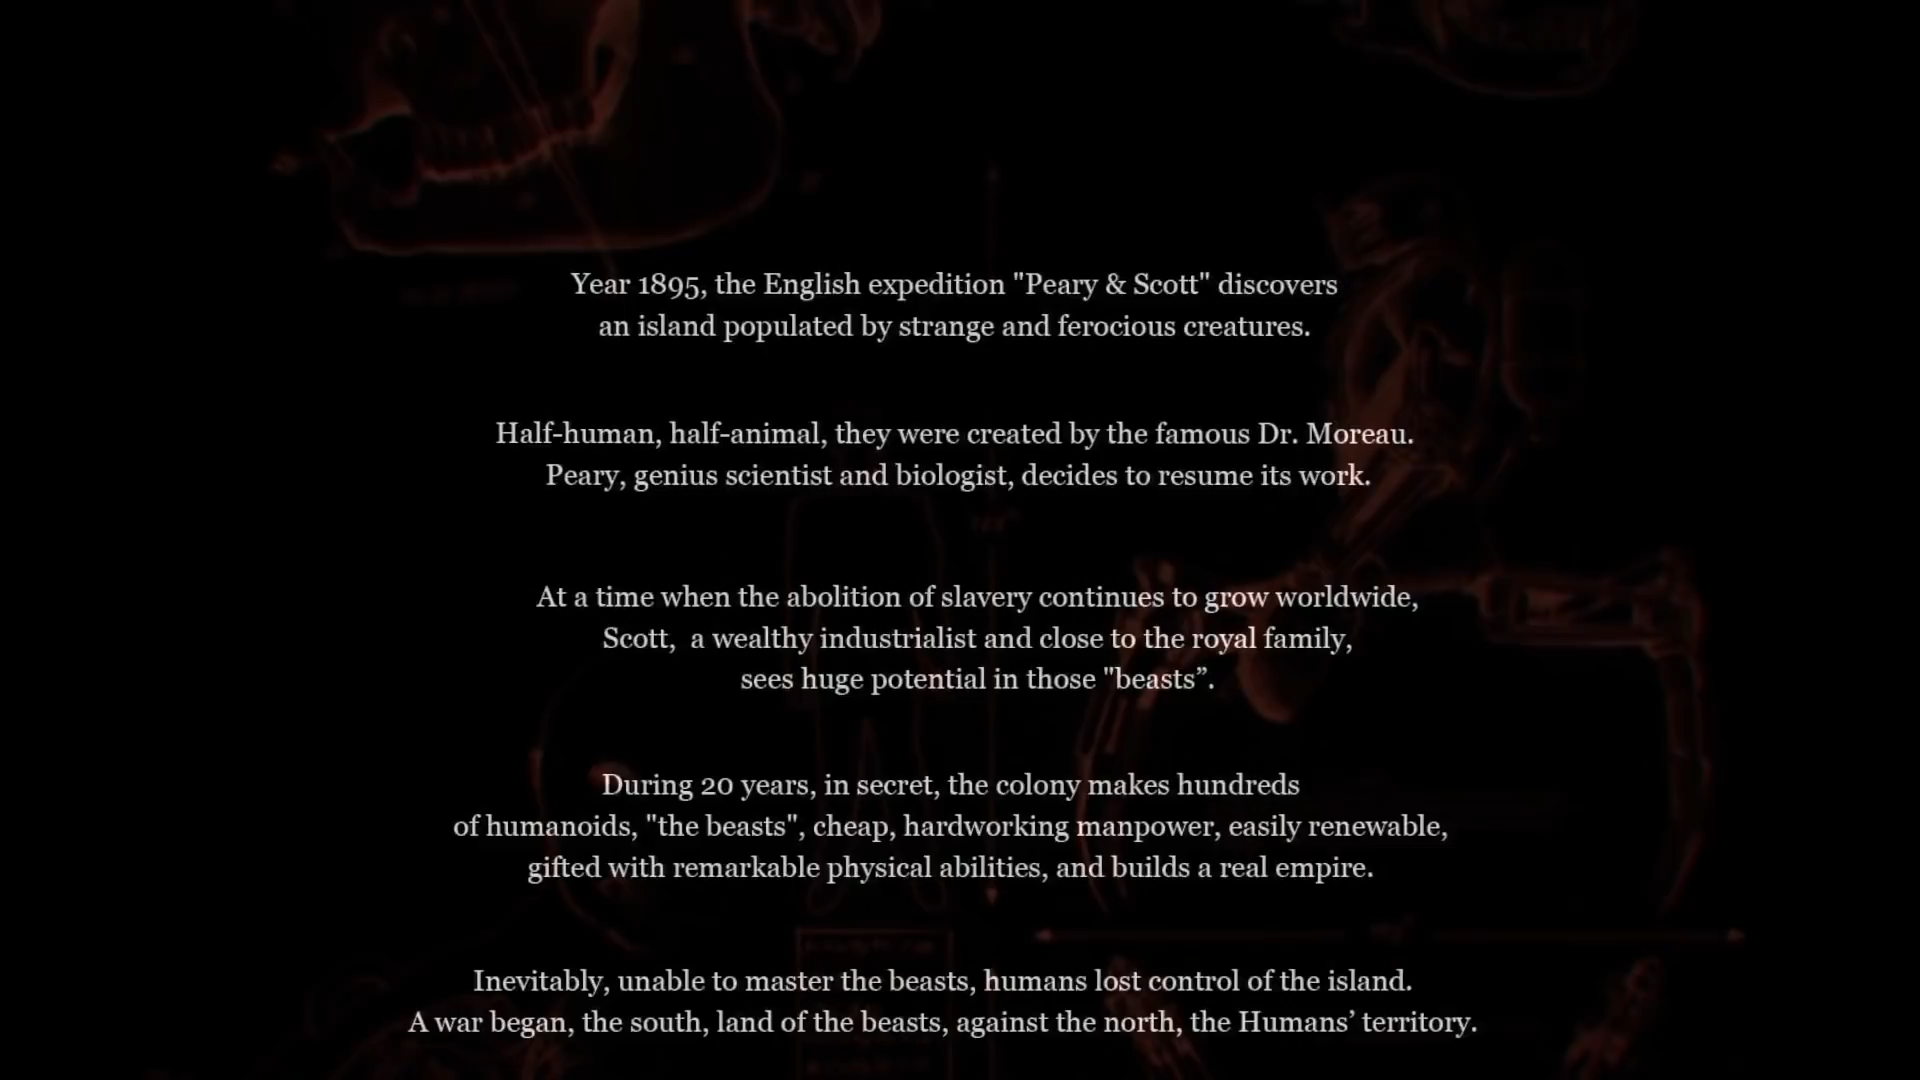 Year 1895, the English expedition "Peary & Scott" discovers
an island populated by strange and ferocious creatures.
Half-human, half-animal, they were created by the famous Dr. Moreau.
Peary, genius scientist and biologist, decides to resume its work.
At a time when the abolition of slavery continues to grow worldwide,
Scott,  a wealthy industrialist and close to the royal family,
sees huge potential in those "beasts”.
During 20 years, in secret, the colony makes hundreds
of humanoids, "the beasts", cheap, hardworking manpower, easily renewable,
gifted with remarkable physical abilities, and builds a real empire.
Inevitably, unable to master the beasts, humans lost control of the island.
A war began, the south, land of the beasts, against the north, the Humans’ territory.